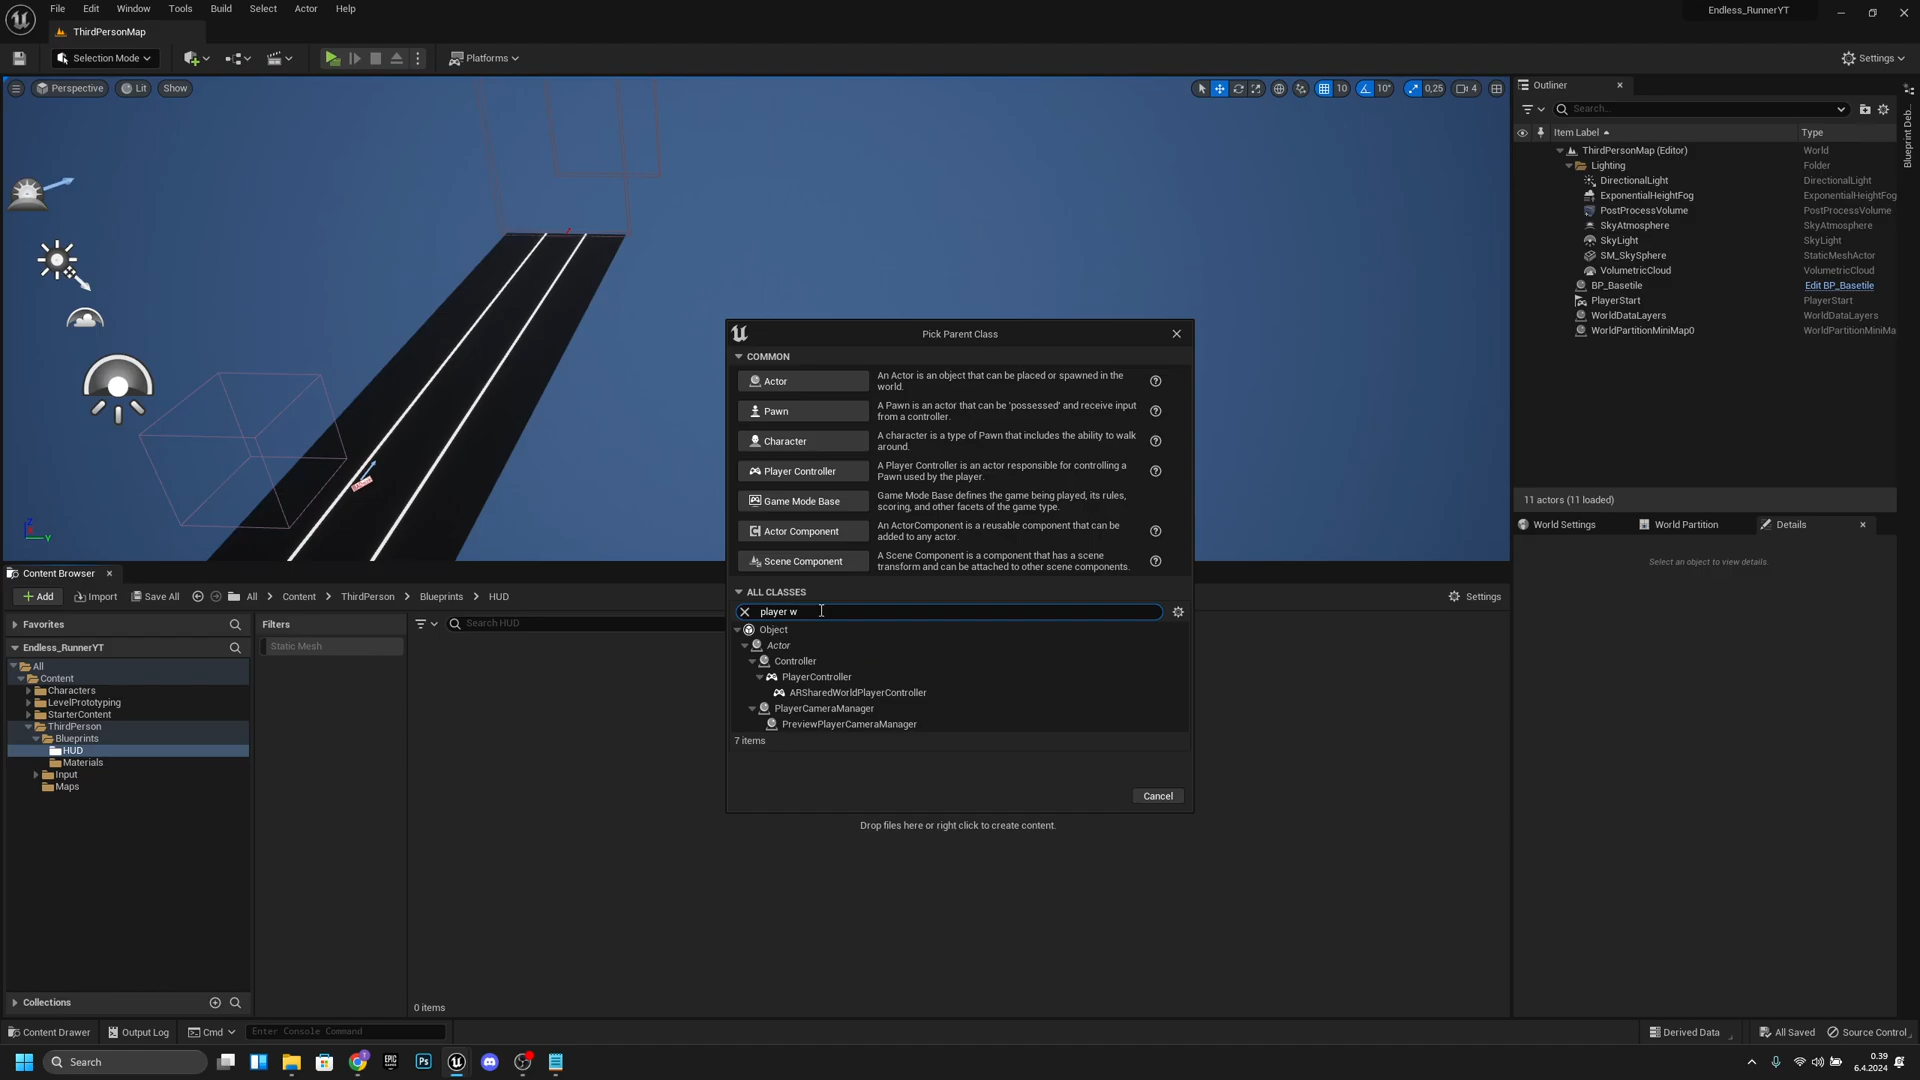 File Edit Window Tools Build Select Actor Help
Endless_RunnerYT
ThirdPersonMap
Selection Mode
Platforms
Settings
Perspective
Lit
Show
10
10°
0,25
4
Outliner
Search...
Item Label
Type
ThirdPersonMap (Editor) World
Lighting Folder
DirectionalLight DirectionalLight
ExponentialHeightFog ExponentialHeightFog
PostProcessVolume PostProcessVolume
SkyAtmosphere SkyAtmosphere
SkyLight SkyLight
SM_SkySphere StaticMeshActor
VolumetricCloud VolumetricCloud
BP_Basetile Edit BP_Basetile
PlayerStart PlayerStart
WorldDataLayers WorldDataLayers
WorldPartitionMiniMap0 WorldPartitionMiniMa
11 actors (11 loaded)
Blueprint Deb
World Settings
World Partition
Details
Select an object to view details.
Pick Parent Class
COMMON
Actor
An Actor is an object that can be placed or spawned in the
world.
Pawn
A Pawn is an actor that can be 'possessed' and receive input
from a controller.
Character
A character is a type of Pawn that includes the ability to walk
around.
Player Controller
A Player Controller is an actor responsible for controlling a
Pawn used by the player.
Game Mode Base
Game Mode Base defines the game being played, its rules,
scoring, and other facets of the game type.
Actor Component
An ActorComponent is a reusable component that can be
added to any actor.
Scene Component
A Scene Component is a component that has a scene
transform and can be attached to other scene components.
ALL CLASSES
player w
Object
Actor
Controller
PlayerController
ARSharedWorldPlayerController
PlayerCameraManager
PreviewPlayerCameraManager
7 items
Cancel
Content Browser
Add
Import
Save All
All
Content
ThirdPerson
Blueprints
HUD
Settings
Favorites
Endless_RunnerYT
All
Content
Characters
LevelPrototyping
StarterContent
ThirdPerson
Blueprints
HUD
Materials
Input
Maps
Collections
Filters
Static Mesh
Search HUD
Drop files here or right click to create content.
0 items
Content Drawer
Output Log
Cmd
Enter Console Command
Derived Data
All Saved
Source Control
Search
EPIC
Ps
0.39
6.4.2024
Z
Y